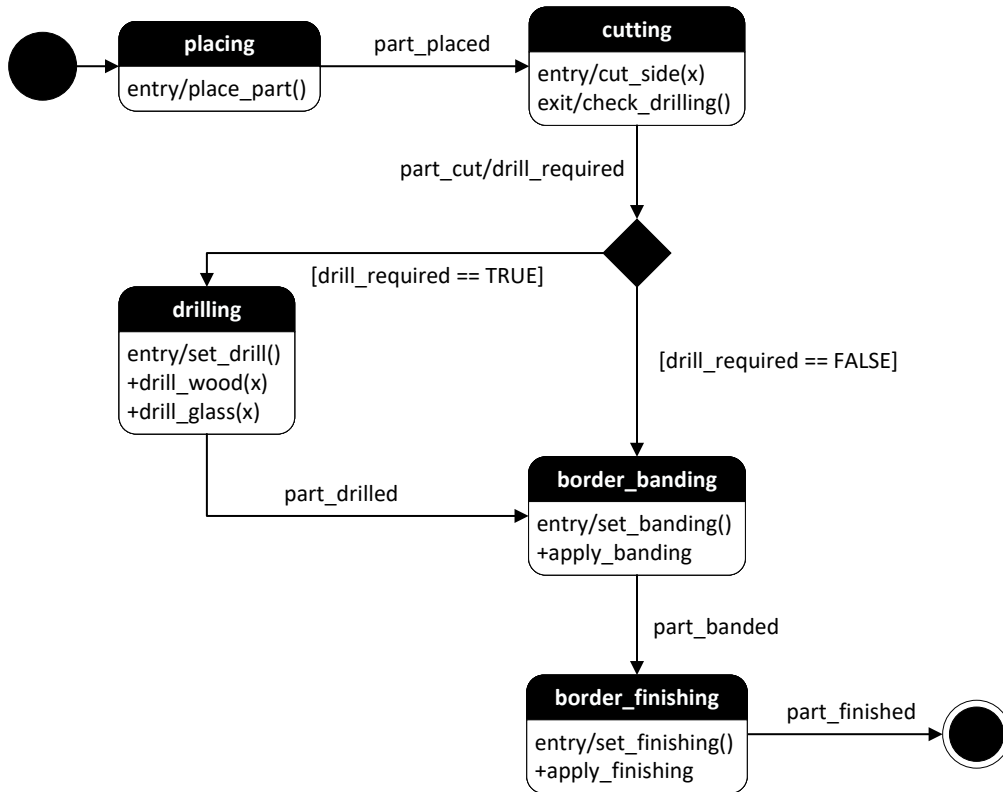 placing
entry/place_part()
part_placed
cutting
entry/cut_side(x)
exit/check_drilling()
part_cut/drill_required
[drill_required == TRUE]
drilling
entry/set_drill()
+drill_wood(x)
+drill_glass(x)
[drill_required == FALSE]
part_drilled
border_banding
entry/set_banding()
+apply_banding
part_banded
border_finishing
entry/set_finishing()
+apply_finishing
part_finished